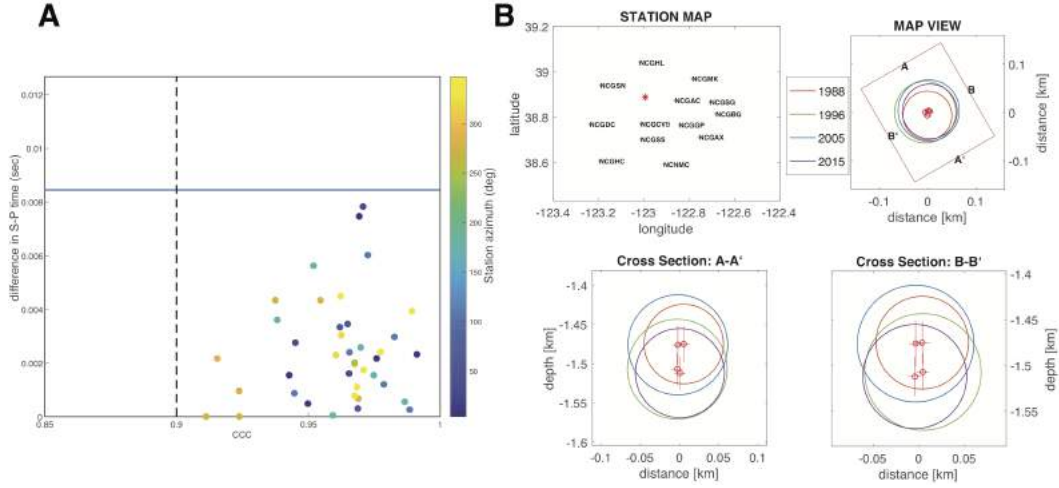 A
0.012
0.01
0.008
0.006
0.004
0.002
0
0.85
0.9
0.95
1
CCC
difference in S-P time (sec)
300
250
200
150
100
50
Station azimuth (deg)
B
STATION MAP
39.2
39
38.8
38.6
latitude
NCGHL
NCGSN
NCGMK
NCGAC
NCGSG
NCGBG
NCGDC
NCGGP
NCGSS
NCGAX
NCGHC
NCNMC
-123.4
-123.2
-123
-122.8
-122.6
-122.4
longitude
1988
1996
2005
2015
MAP VIEW
A
B
B'
A'
0.1
0
-0.1
distance [km]
-0.1
0
0.1
distance [km]
Cross Section: A-A'
-1.4
-1.45
-1.5
-1.55
-1.6
depth [km]
-0.1
-0.05
0
0.05
0.1
distance [km]
Cross Section: B-B'
-1.4
-1.45
-1.5
-1.55
depth [km]
-0.05
0
0.05
distance [km]